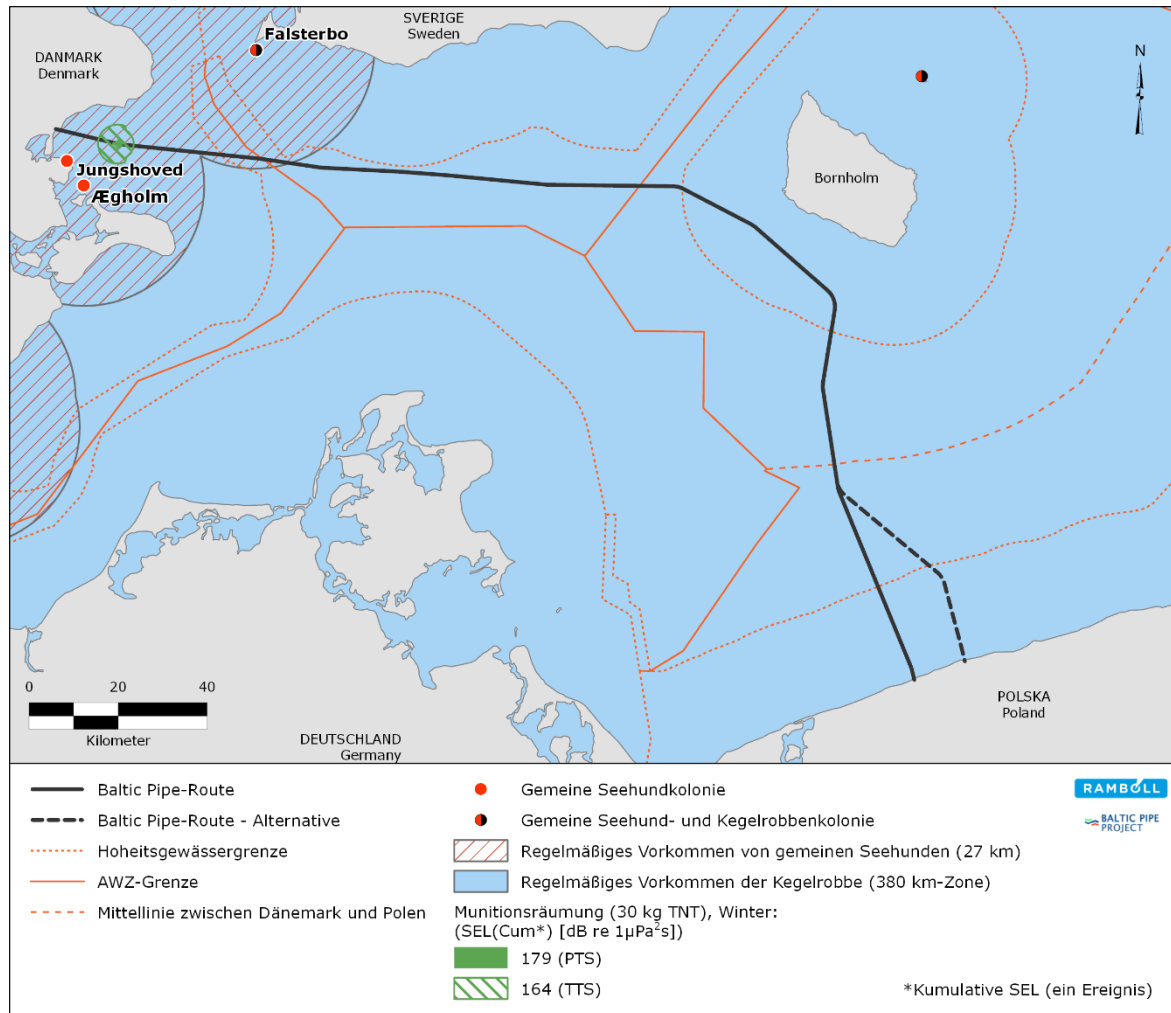 SVERIGE
Sweden
Falsterbo
DANMARK
Denmark
N
Jungshoved
Ægholm
Bornholm
0 20 40
Kilometer
DEUTSCHLAND
Germany
POLSKA
Poland
Baltic Pipe-Route
Baltic Pipe-Route - Alternative
Hoheitsgewässergrenze
AWZ-Grenze
Mittellinie zwischen Dänemark und Polen
Gemeine Seehundkolonie
Gemeine Seehund- und Kegelrobbenkolonie
Regelmäßiges Vorkommen von gemeinen Seehunden (27 km)
Regelmäßiges Vorkommen der Kegelrobbe (380 km-Zone)
Munitionsräumung (30 kg TNT), Winter:
(SEL(Cum*) [dB re 1µPa²s])
179 (PTS)
164 (TTS)
RAMBOLL
BALTIC PIPE
PROJECT
*Kumulative SEL (ein Ereignis)